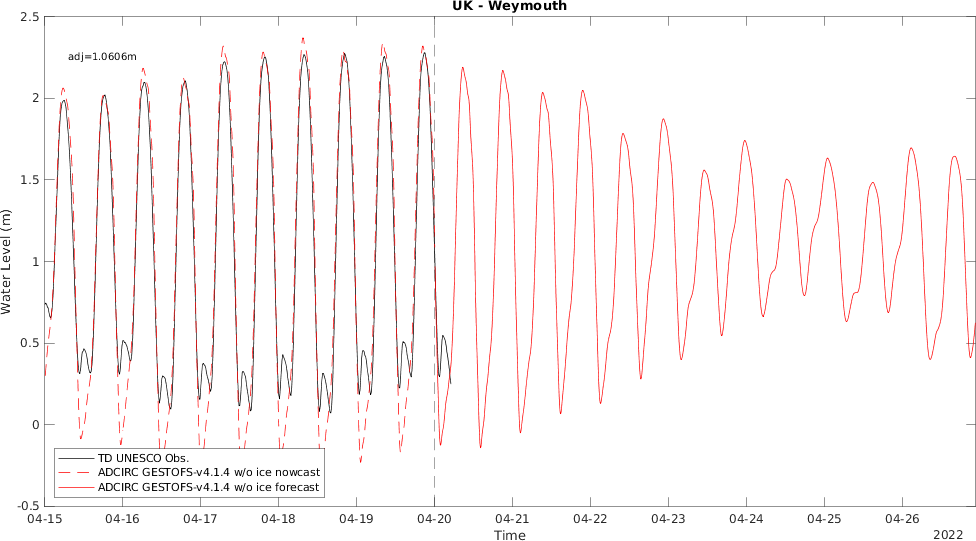 UK - Weymouth
2.5
adj=1.0606m
2
1.5
Water Level (m)
1
0.5
0
TD UNESCO Obs.
ADCIRC GESTOFS-v4.1.4 w/o ice nowcast
ADCIRC GESTOFS-v4.1.4 w/o ice forecast
-0.5
04-15 04-16 04-17 04-18 04-19 04-20 04-21 04-22 04-23 04-24 04-25 04-26
Time
2022